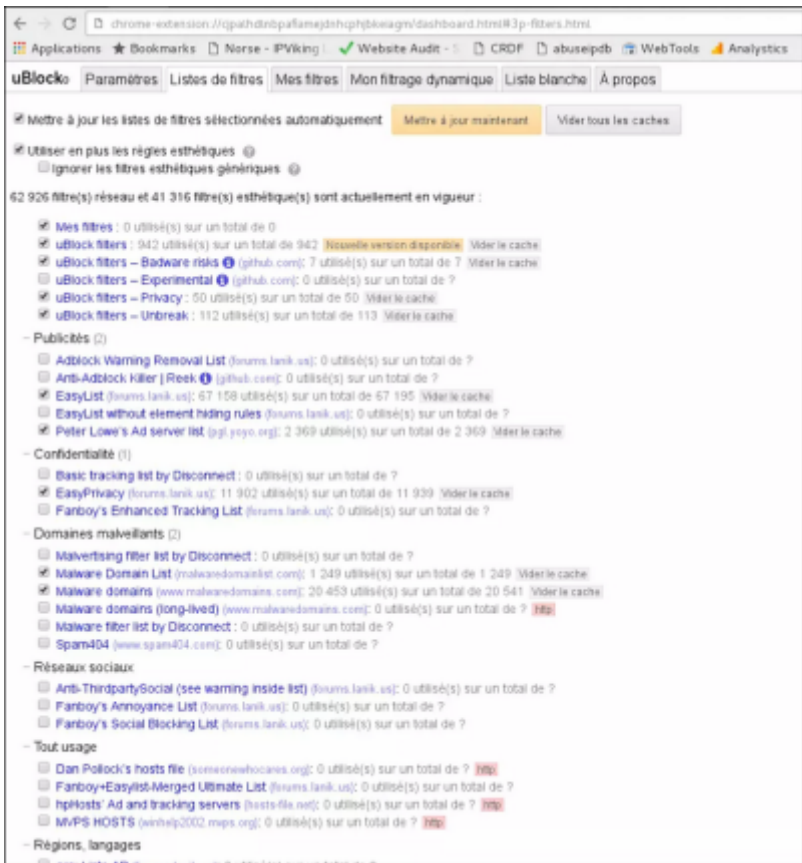 chrome-extension://cjpalhdlnbpafiamejdnhcphjbkeiagm/dashboard.html#3p-filters.html
Applications Bookmarks Norse - IPViking Website Audit - S CRDF abuseipdb WebTools Analystics
uBlock₀ Paramètres Listes de filtres Mes filtres Mon filtrage dynamique Liste blanche À propos
Mettre à jour les listes de filtres sélectionnées automatiquement Mettre à jour maintenant Vider tous les caches
Utiliser en plus les règles esthétiques
Ignorer les filtres esthétiques génériques
62 926 filtre(s) réseau et 41 316 filtre(s) esthétique(s) sont actuellement en vigueur :
Mes filtres : 0 utilisé(s) sur un total de 0
uBlock filters : 942 utilisé(s) sur un total de 942 Nouvelle version disponible Vider le cache
uBlock filters – Badware risks (github.com): 7 utilisé(s) sur un total de 7 Vider le cache
uBlock filters – Experimental (github.com): 0 utilisé(s) sur un total de ?
uBlock filters – Privacy : 50 utilisé(s) sur un total de 50 Vider le cache
uBlock filters – Unbreak : 112 utilisé(s) sur un total de 113 Vider le cache
– Publicités (2)
Adblock Warning Removal List (forums.lanik.us): 0 utilisé(s) sur un total de ?
Anti-Adblock Killer | Reek (github.com): 0 utilisé(s) sur un total de ?
EasyList (forums.lanik.us): 67 158 utilisé(s) sur un total de 67 195 Vider le cache
EasyList without element hiding rules (forums.lanik.us): 0 utilisé(s) sur un total de ?
Peter Lowe's Ad server list (pgl.yoyo.org): 2 369 utilisé(s) sur un total de 2 369 Vider le cache
– Confidentialité (1)
Basic tracking list by Disconnect : 0 utilisé(s) sur un total de ?
EasyPrivacy (forums.lanik.us): 11 902 utilisé(s) sur un total de 11 939 Vider le cache
Fanboy's Enhanced Tracking List (forums.lanik.us): 0 utilisé(s) sur un total de ?
– Domaines malveillants (2)
Malvertising filter list by Disconnect : 0 utilisé(s) sur un total de ?
Malware Domain List (malwaredomainlist.com): 1 249 utilisé(s) sur un total de 1 249 Vider le cache
Malware domains (www.malwaredomains.com): 20 453 utilisé(s) sur un total de 20 541 Vider le cache
Malware domains (long-lived) (www.malwaredomains.com): 0 utilisé(s) sur un total de ? http
Malware filter list by Disconnect : 0 utilisé(s) sur un total de ?
Spam404 (www.spam404.com): 0 utilisé(s) sur un total de ?
– Réseaux sociaux
Anti-ThirdpartySocial (see warning inside list) (forums.lanik.us): 0 utilisé(s) sur un total de ?
Fanboy's Annoyance List (forums.lanik.us): 0 utilisé(s) sur un total de ?
Fanboy's Social Blocking List (forums.lanik.us): 0 utilisé(s) sur un total de ?
– Tout usage
Dan Pollock's hosts file (someonewhocares.org): 0 utilisé(s) sur un total de ? http
Fanboy+Easylist-Merged Ultimate List (forums.lanik.us): 0 utilisé(s) sur un total de ?
hpHosts' Ad and tracking servers (hosts-file.net): 0 utilisé(s) sur un total de ? http
MVPS HOSTS (winhelp2002.mvps.org): 0 utilisé(s) sur un total de ? http
– Régions, langages